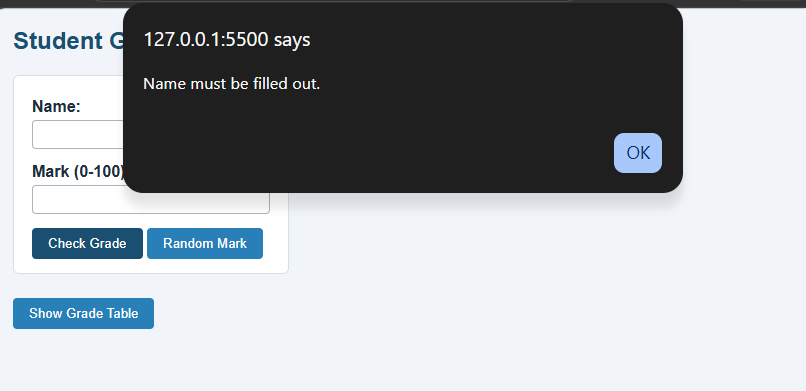 Student G
127.0.0.1:5500 says
Name must be filled out.
OK
Name:
Mark (0-100)
Check Grade
Random Mark
Show Grade Table